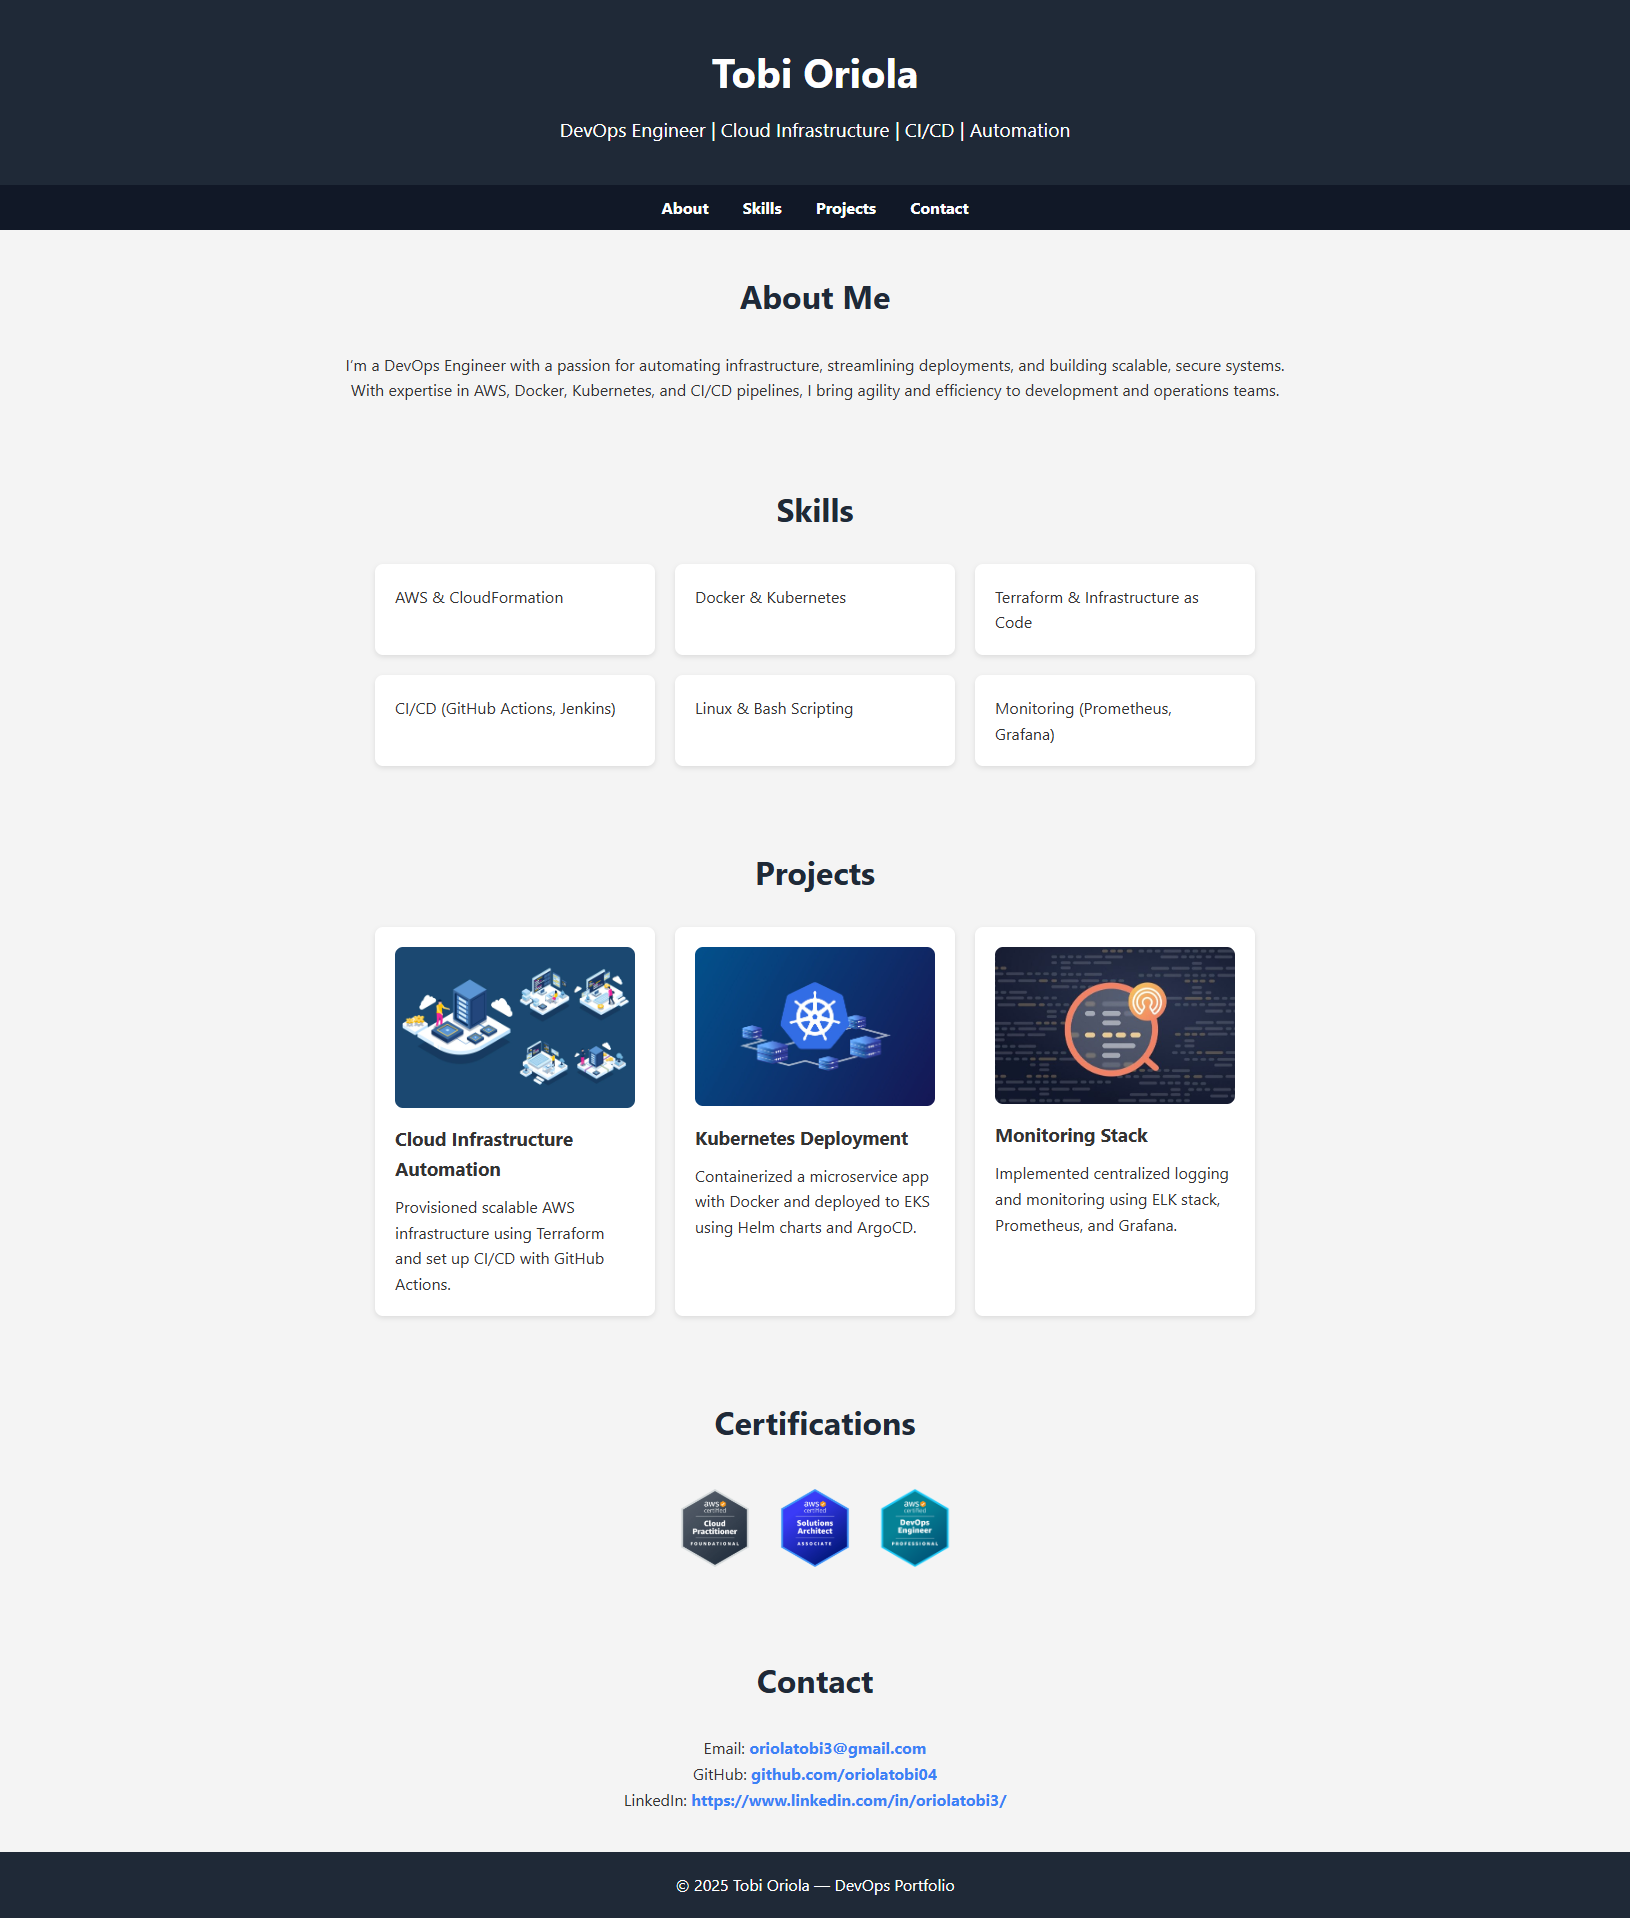 Tobi Oriola
DevOps Engineer | Cloud Infrastructure | CI/CD | Automation
About Skills Projects Contact
About Me
I'm a DevOps Engineer with a passion for automating infrastructure, streamlining deployments, and building scalable, secure systems.
With expertise in AWS, Docker, Kubernetes, and CI/CD pipelines, I bring agility and efficiency to development and operations teams.
Skills
AWS & CloudFormation
Docker & Kubernetes
Terraform & Infrastructure as
Code
CI/CD (GitHub Actions, Jenkins)
Linux & Bash Scripting
Monitoring (Prometheus,
Grafana)
Projects
Cloud Infrastructure
Automation
Provisioned scalable AWS
infrastructure using Terraform
and set up CI/CD with GitHub
Actions.
Kubernetes Deployment
Containerized a microservice app
with Docker and deployed to EKS
using Helm charts and ArgoCD.
Monitoring Stack
Implemented centralized logging
and monitoring using ELK stack,
Prometheus, and Grafana.
Certifications
aws
certified
Cloud
Practitioner
FOUNDATIONAL
aws
certified
Solutions
Architect
ASSOCIATE
aws
certified
DevOps
Engineer
PROFESSIONAL
Contact
Email: oriolatobi3@gmail.com
GitHub: github.com/oriolatobi04
LinkedIn: https://www.linkedin.com/in/oriolatobi3/
© 2025 Tobi Oriola — DevOps Portfolio